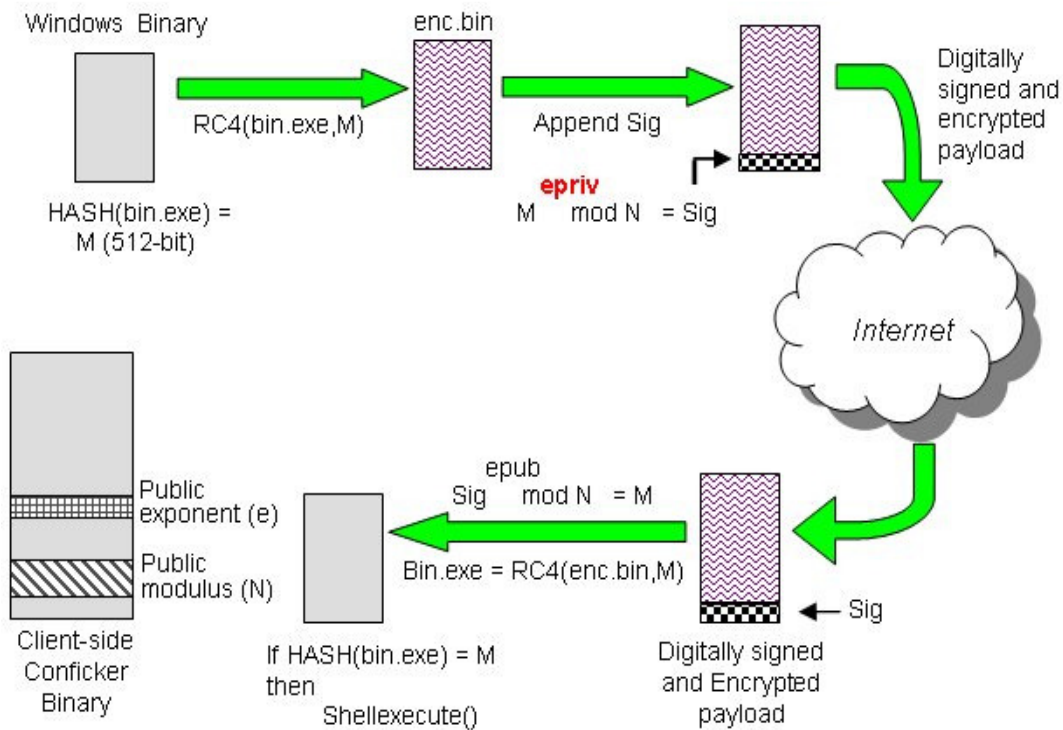 Windows Binary
enc.bin
RC4(bin.exe,M)
Append Sig
Digitally
signed and
encrypted
payload
HASH(bin.exe) =
M (512-bit)
epriv
M mod N = Sig
Internet
Public
exponent (e)
Public
modulus (N)
Client-side
Conficker
Binary
epub
Sig mod N = M
Bin.exe = RC4(enc.bin,M)
If HASH(bin.exe) = M
then
Shellexecute()
Sig
Digitally signed
and Encrypted
payload